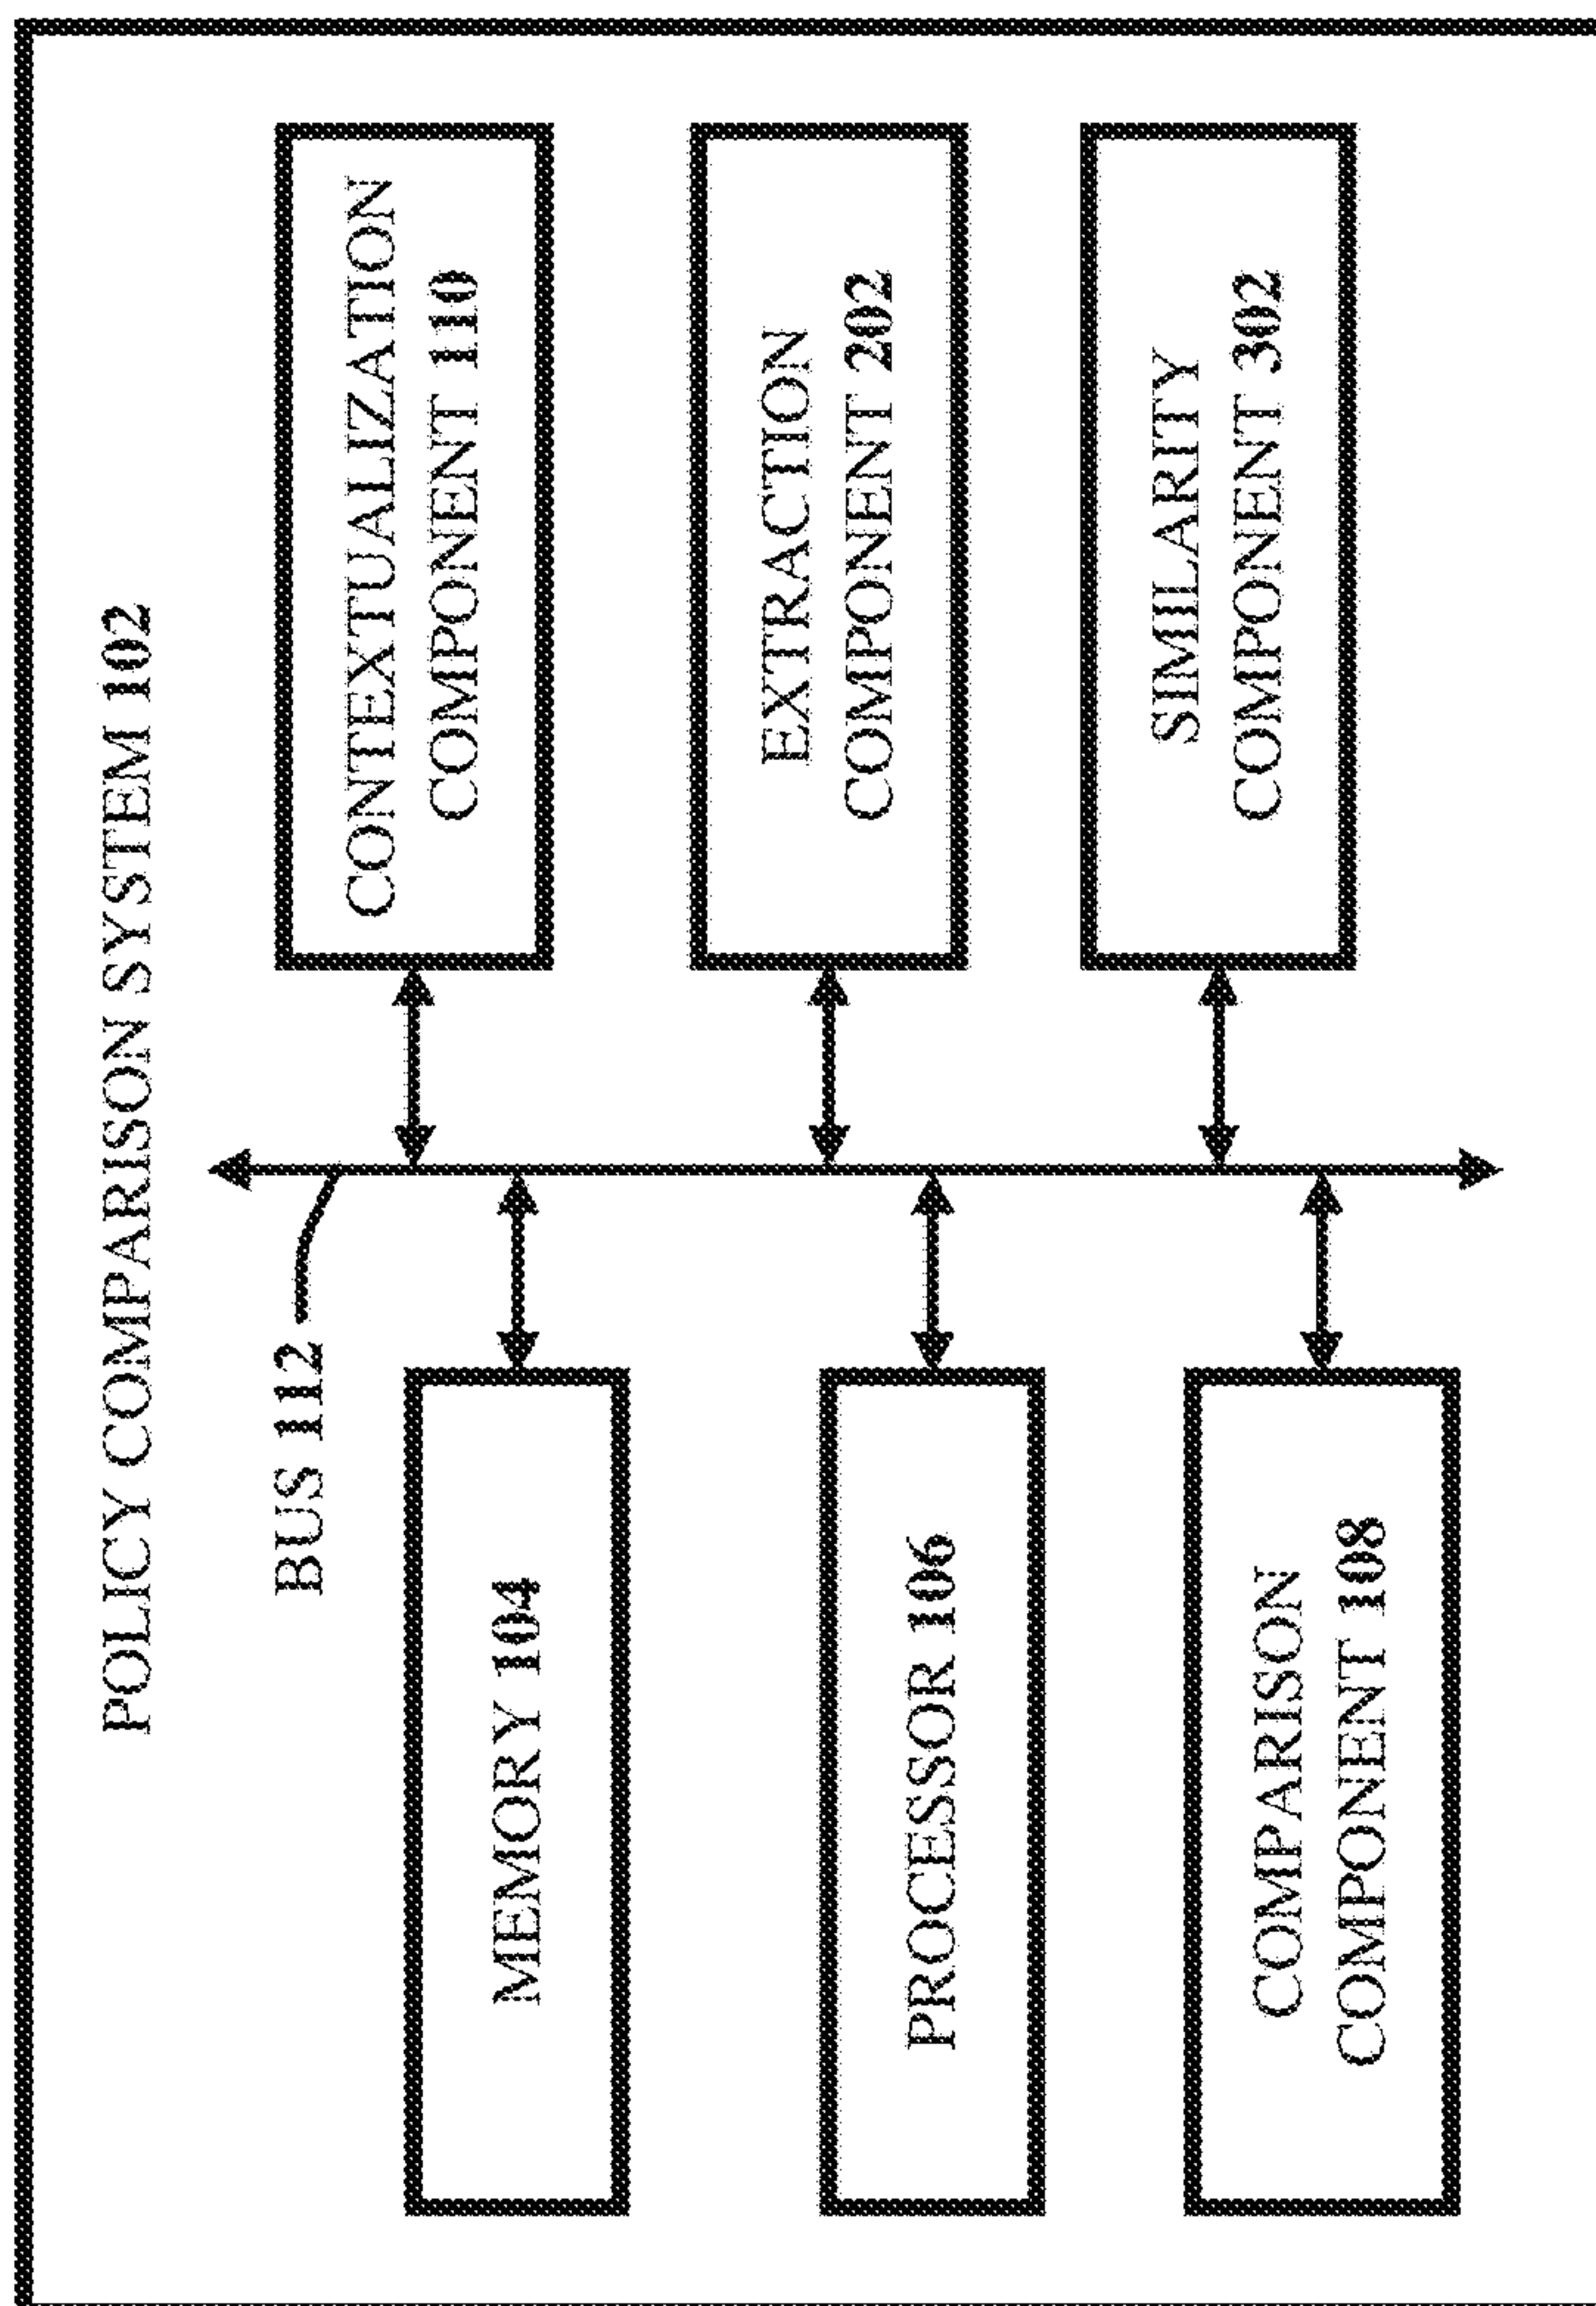 POLICY COMPARISON SYSTEM 102
BUS 112
MEMORY 104
PROCESSOR 106
COMPARISON
COMPONENT 108
CONTEXTUALIZATION
COMPONENT 110
EXTRACTION
COMPONENT 202
SIMILARITY
COMPONENT 302